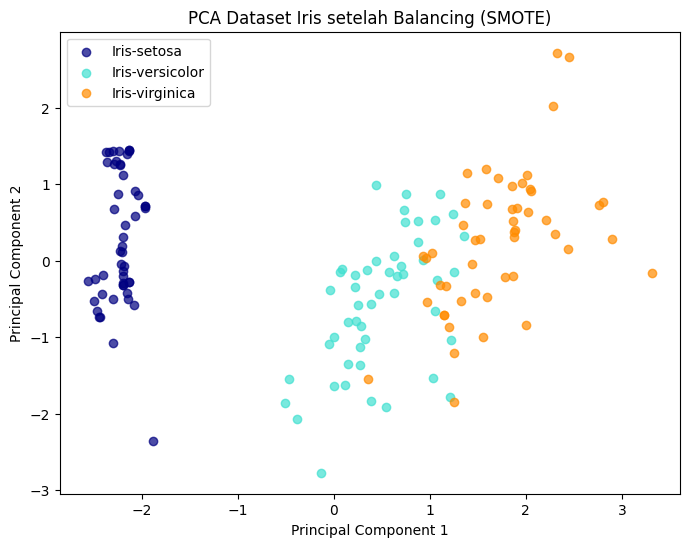 PCA Dataset Iris setelah Balancing (SMOTE)
Iris-setosa
Iris-versicolor
Iris-virginica
Principal Component 2
2
1
0
−1
−2
−3
−2
−1
0
1
2
3
Principal Component 1